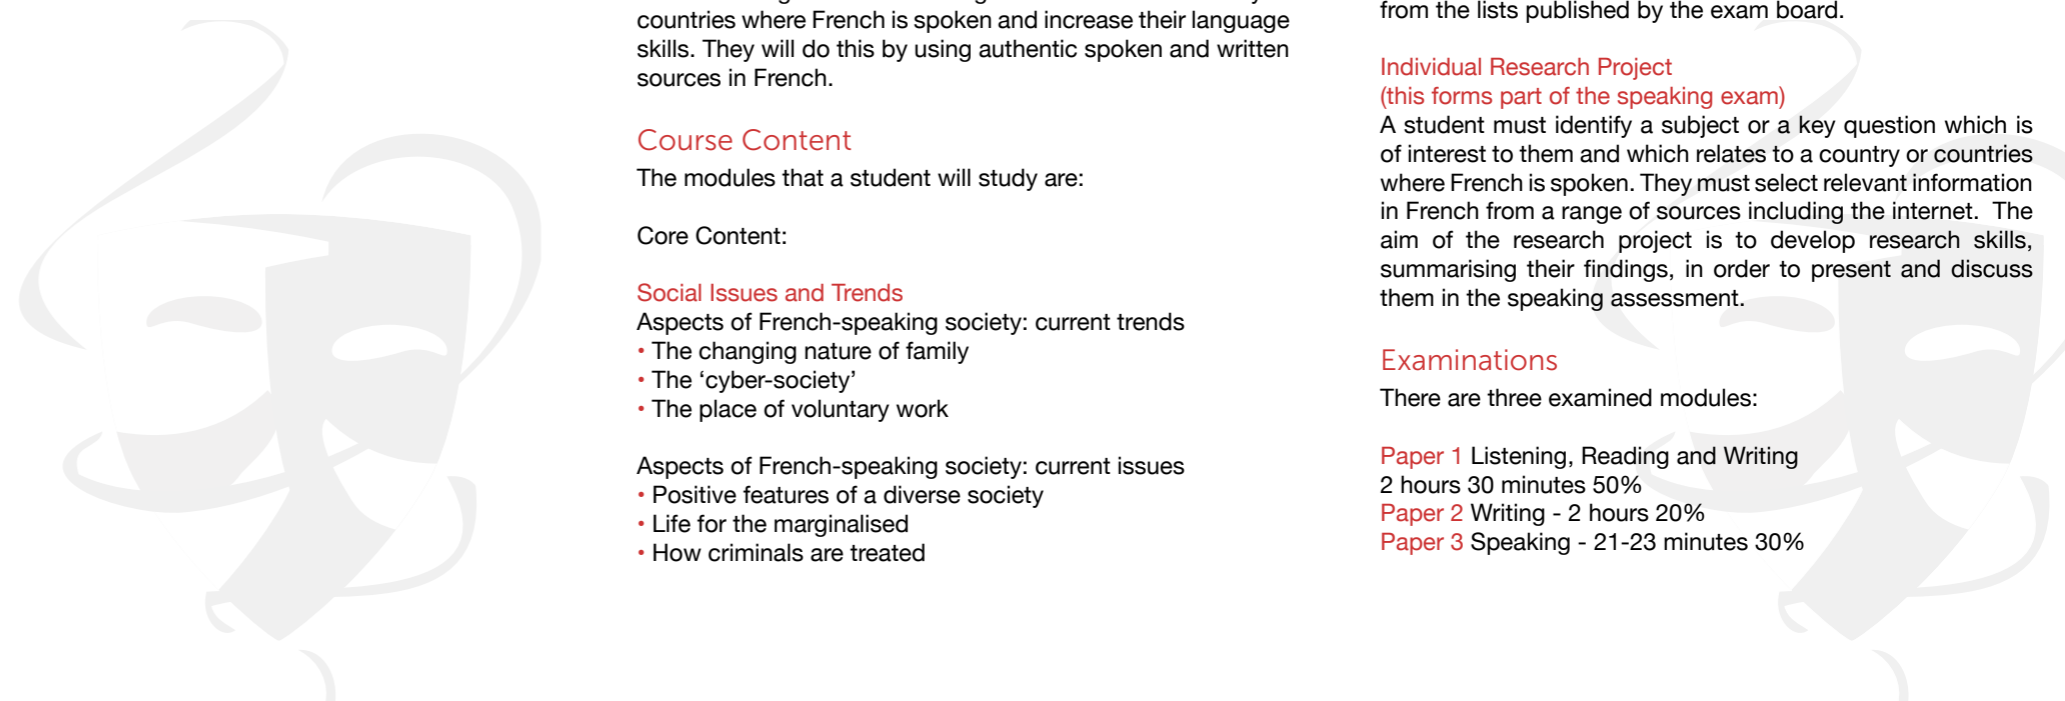 countries where French is spoken and increase their language
skills. They will do this by using authentic spoken and written
sources in French.
Course Content
The modules that a student will study are:
Core Content:
Social Issues and Trends
Aspects of French-speaking society: current trends
• The changing nature of family
• The ‘cyber-society’
• The place of voluntary work
Aspects of French-speaking society: current issues
• Positive features of a diverse society
• Life for the marginalised
• How criminals are treated
from the lists published by the exam board.
Individual Research Project
(this forms part of the speaking exam)
A student must identify a subject or a key question which is
of interest to them and which relates to a country or countries
where French is spoken. They must select relevant information
in French from a range of sources including the internet. The
aim of the research project is to develop research skills,
summarising their findings, in order to present and discuss
them in the speaking assessment.
Examinations
There are three examined modules:
Paper 1 Listening, Reading and Writing
2 hours 30 minutes 50%
Paper 2 Writing - 2 hours 20%
Paper 3 Speaking - 21-23 minutes 30%